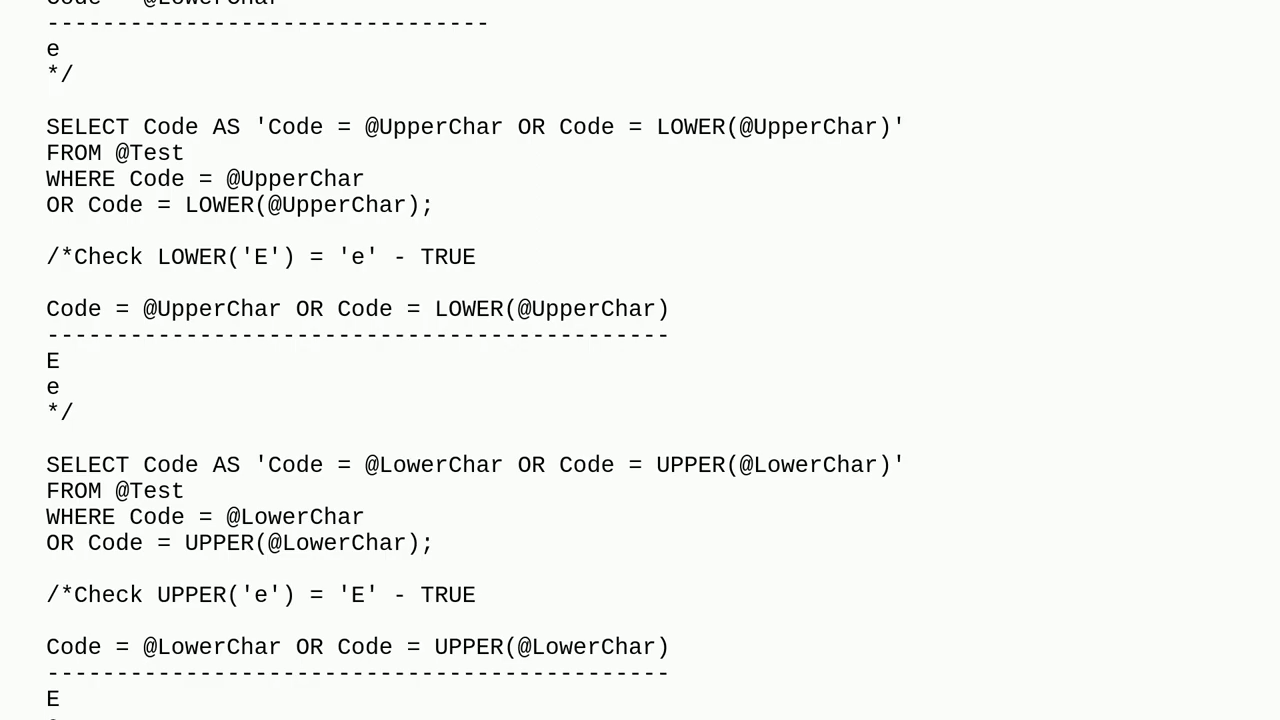 Code = @LowerChar
--------------------------------
e
*/
SELECT Code AS 'Code = @UpperChar OR Code = LOWER(@UpperChar)'
FROM @Test
WHERE Code = @UpperChar
OR Code = LOWER(@UpperChar);
/*Check LOWER('E') = 'e' - TRUE
Code = @UpperChar OR Code = LOWER(@UpperChar)
---------------------------------------------
E
e
*/
SELECT Code AS 'Code = @LowerChar OR Code = UPPER(@LowerChar)'
FROM @Test
WHERE Code = @LowerChar
OR Code = UPPER(@LowerChar);
/*Check UPPER('e') = 'E' - TRUE
Code = @LowerChar OR Code = UPPER(@LowerChar)
---------------------------------------------
E